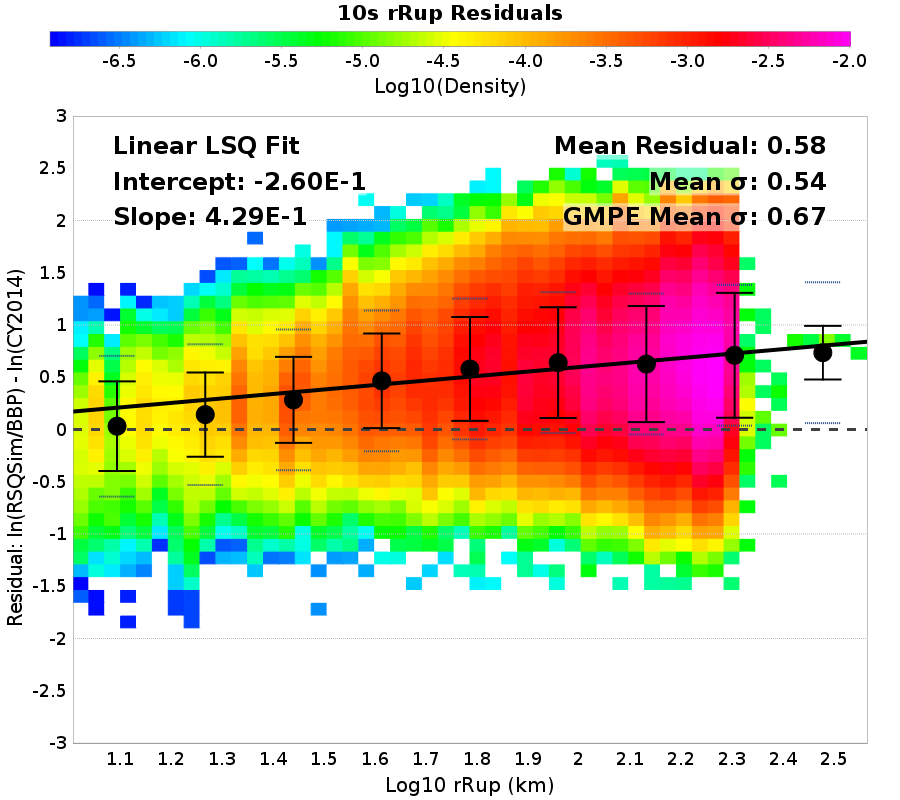 10s rRup Residuals
-6.5 -6.0 -5.5 -5.0 -4.5 -4.0 -3.5 -3.0 -2.5 -2.0
Log10(Density)
Linear LSQ Fit
Intercept: -2.60E-1
Slope: 4.29E-1
Mean Residual: 0.58
Mean σ: 0.54
GMPE Mean σ: 0.67
Residual: ln(RSQSim/BBP) - ln(CY2014)
3
2.5
2
1.5
1
0.5
0
-0.5
-1
-1.5
-2
-2.5
-3
1.1 1.2 1.3 1.4 1.5 1.6 1.7 1.8 1.9 2 2.1 2.2 2.3 2.4 2.5
Log10 rRup (km)